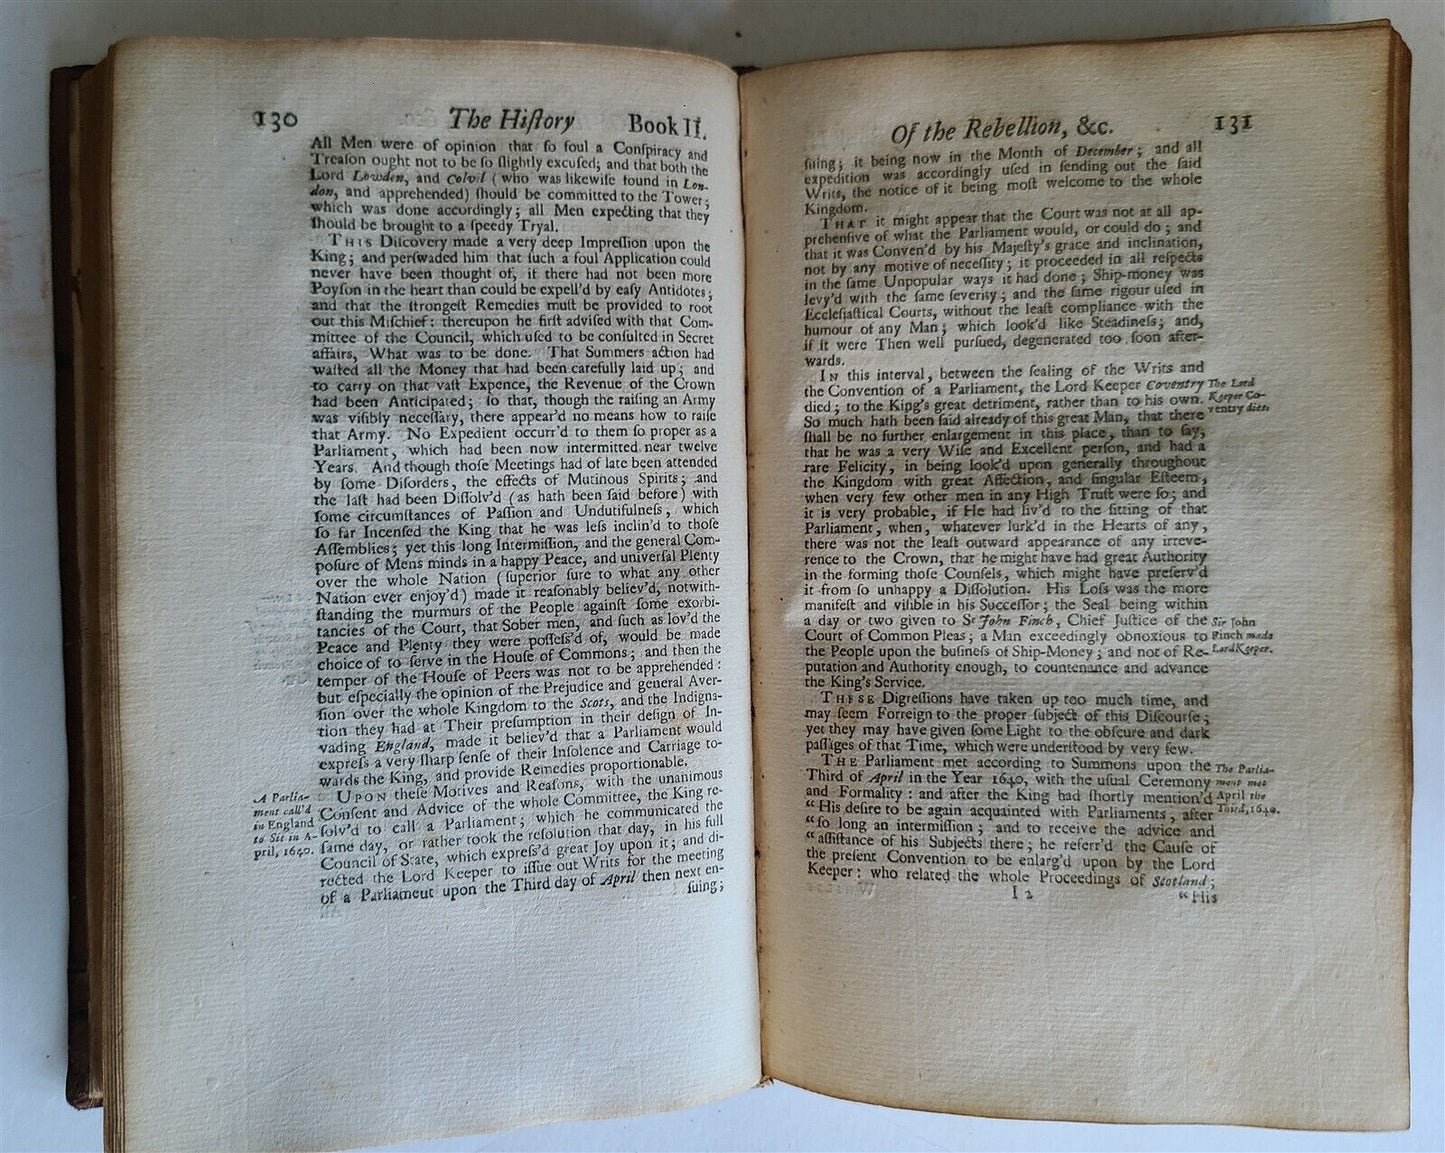 130 The Hiſtory Book II.
All Men were of opinion that ſo foul a Conſpiracy and
Treaſon ought not to be ſo ſlightly excuſed; and that both the
Lord Lowden, and Colvil (who was likewiſe found in Lon-
don, and apprehended) ſhould be committed to the Tower;
which was done accordingly; all Men expecting that they
ſhould be brought to a ſpeedy Tryal.
THIS Diſcovery made a very deep Impreſſion upon the
King; and perſwaded him that ſuch a foul Application could
never have been thought of, if there had not been more
Poyſon in the heart than could be expell'd by eaſy Antidotes;
and that the ſtrongeſt Remedies muſt be provided to root
out this Miſchief: thereupon he firſt adviſed with that Com-
mittee of the Council, which uſed to be conſulted in Secret
affairs, What was to be done. That Summers action had
waſted all the Money that had been carefully laid up; and
to carry on that vaſt Expence, the Revenue of the Crown
had been Anticipated; ſo that, though the raiſing an Army
was viſibly neceſſary, there appear'd no means how to raiſe
that Army. No Expedient occurr'd to them ſo proper as a
Parliament, which had been now intermitted near twelve
Years. And though thoſe Meetings had of late been attended
by ſome Diſorders, the effects of Mutinous Spirits; and
the laſt had been Diſſolv'd (as hath been ſaid before) with
ſome circumſtances of Paſſion and Undutifulneſs, which
ſo far Incenſed the King that he was leſs inclin'd to thoſe
Aſſemblies; yet this long Intermiſſion, and the general Com-
poſure of Mens minds in a happy Peace, and univerſal Plenty
over the whole Nation (ſuperior ſure to what any other
Nation ever enjoy'd) made it reaſonably believ'd, notwith-
ſtanding the murmurs of the People againſt ſome exorbi-
tancies of the Court, that Sober men, and ſuch as lov'd the
Peace and Plenty they were poſſeſs'd of, would be made
choice of to ſerve in the Houſe of Commons; and then the
temper of the Houſe of Peers was not to be apprehended:
but eſpecially the opinion of the Prejudice and general Aver-
ſion over the whole Kingdom to the Scots, and the Indigna-
tion they had at Their preſumption in their deſign of In-
vading England, made it believ'd that a Parliament would
expreſs a very ſharp ſenſe of their Inſolence and Carriage to-
wards the King, and provide Remedies proportionable.
UPON theſe Motives and Reaſons, with the unanimous
Conſent and Advice of the whole Committee, the King re-
ſolv'd to call a Parliament; which he communicated the
ſame day, or rather took the reſolution that day, in his full
Council of State, which expreſs'd great Joy upon it; and di-
rected the Lord Keeper to iſſue out Writs for the meeting
of a Parliament upon the Third day of April then next en-
ſuing;
A Parlia-
ment call'd
in England
to Sit in A-
pril, 1640.
Of the Rebellion, &c. 131
ſuing; it being now in the Month of December; and all
expedition was accordingly uſed in ſending out the ſaid
Writs, the notice of it being moſt welcome to the whole
Kingdom.
THAT it might appear that the Court was not at all ap-
prehenſive of what the Parliament would, or could do; and
that it was Conven'd by his Majeſty's grace and inclination,
not by any motive of neceſſity; it proceeded in all reſpects
in the ſame Unpopular ways it had done; Ship-money was
levy'd with the ſame ſeverity; and the ſame rigour uſed in
Eccleſiaſtical Courts, without the leaſt compliance with the
humour of any Man; which look'd like Steadineſs; and,
if it were Then well purſued, degenerated too ſoon after-
wards.
IN this interval, between the ſealing of the Writs and
the Convention of a Parliament, the Lord Keeper Coventry
died; to the King's great detriment, rather than to his own.
So much hath been ſaid already of this great Man, that there
ſhall be no further enlargement in this place, than to ſay,
that he was a very Wiſe and Excellent perſon, and had a
rare Felicity, in being look'd upon generally throughout
the Kingdom with great Affection, and ſingular Eſteem,
when very few other men in any High Truſt were ſo; and
it is very probable, if He had liv'd to the ſitting of that
Parliament, when, whatever lurk'd in the Hearts of any,
there was not the leaſt outward appearance of any irreve-
rence to the Crown, that he might have had great Authority
in the forming thoſe Counſels, which might have preſerv'd
it from ſo unhappy a Diſſolution. His Loſs was the more
manifeſt and viſible in his Succeſſor; the Seal being within
a day or two given to Sr John Finch, Chief Juſtice of the
Court of Common Pleas; a Man exceedingly obnoxious to
the People upon the buſineſs of Ship-Money; and not of Re-
putation and Authority enough, to countenance and advance
the King's Service.
THESE Digreſſions have taken up too much time, and
may ſeem Forreign to the proper ſubject of this Diſcourſe;
yet they may have given ſome Light to the obſcure and dark
paſſages of that Time, which were underſtood by very few.
THE Parliament met according to Summons upon the
Third of April in the Year 1640, with the uſual Ceremony
and Formality: and after the King had ſhortly mention'd
“His deſire to be again acquainted with Parliaments, after
“ſo long an intermiſſion; and to receive the advice and
“aſſiſtance of his Subjects there; he referr'd the Cauſe of
the preſent Convention to be enlarg'd upon by the Lord
Keeper: who related the whole Proceedings of Scotland;
I 2 “His
The Lord
Keeper Co-
ventry dies.
Sir John
Finch made
Lord Keeper.
The Parlia-
ment met
April the
Third, 1640.